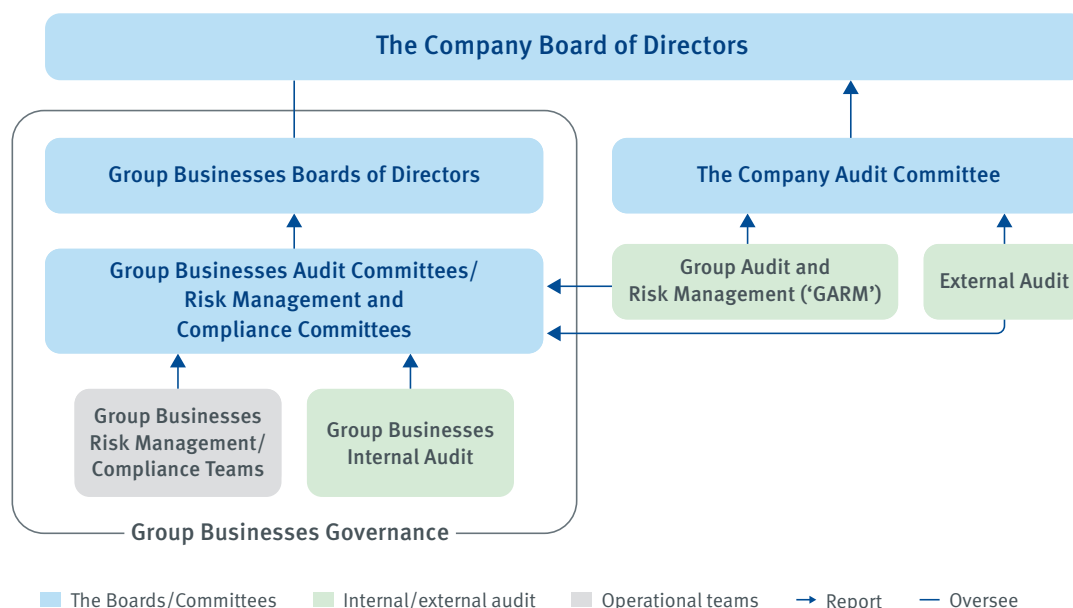 The Company Board of Directors
Group Businesses Boards of Directors
The Company Audit Committee
Group Businesses Audit Committees/
Risk Management and
Compliance Committees
Group Audit and
Risk Management (‘GARM’)
External Audit
Group Businesses
Risk Management/
Compliance Teams
Group Businesses
Internal Audit
Group Businesses Governance
The Boards/Committees
Internal/external audit
Operational teams
Report
Oversee